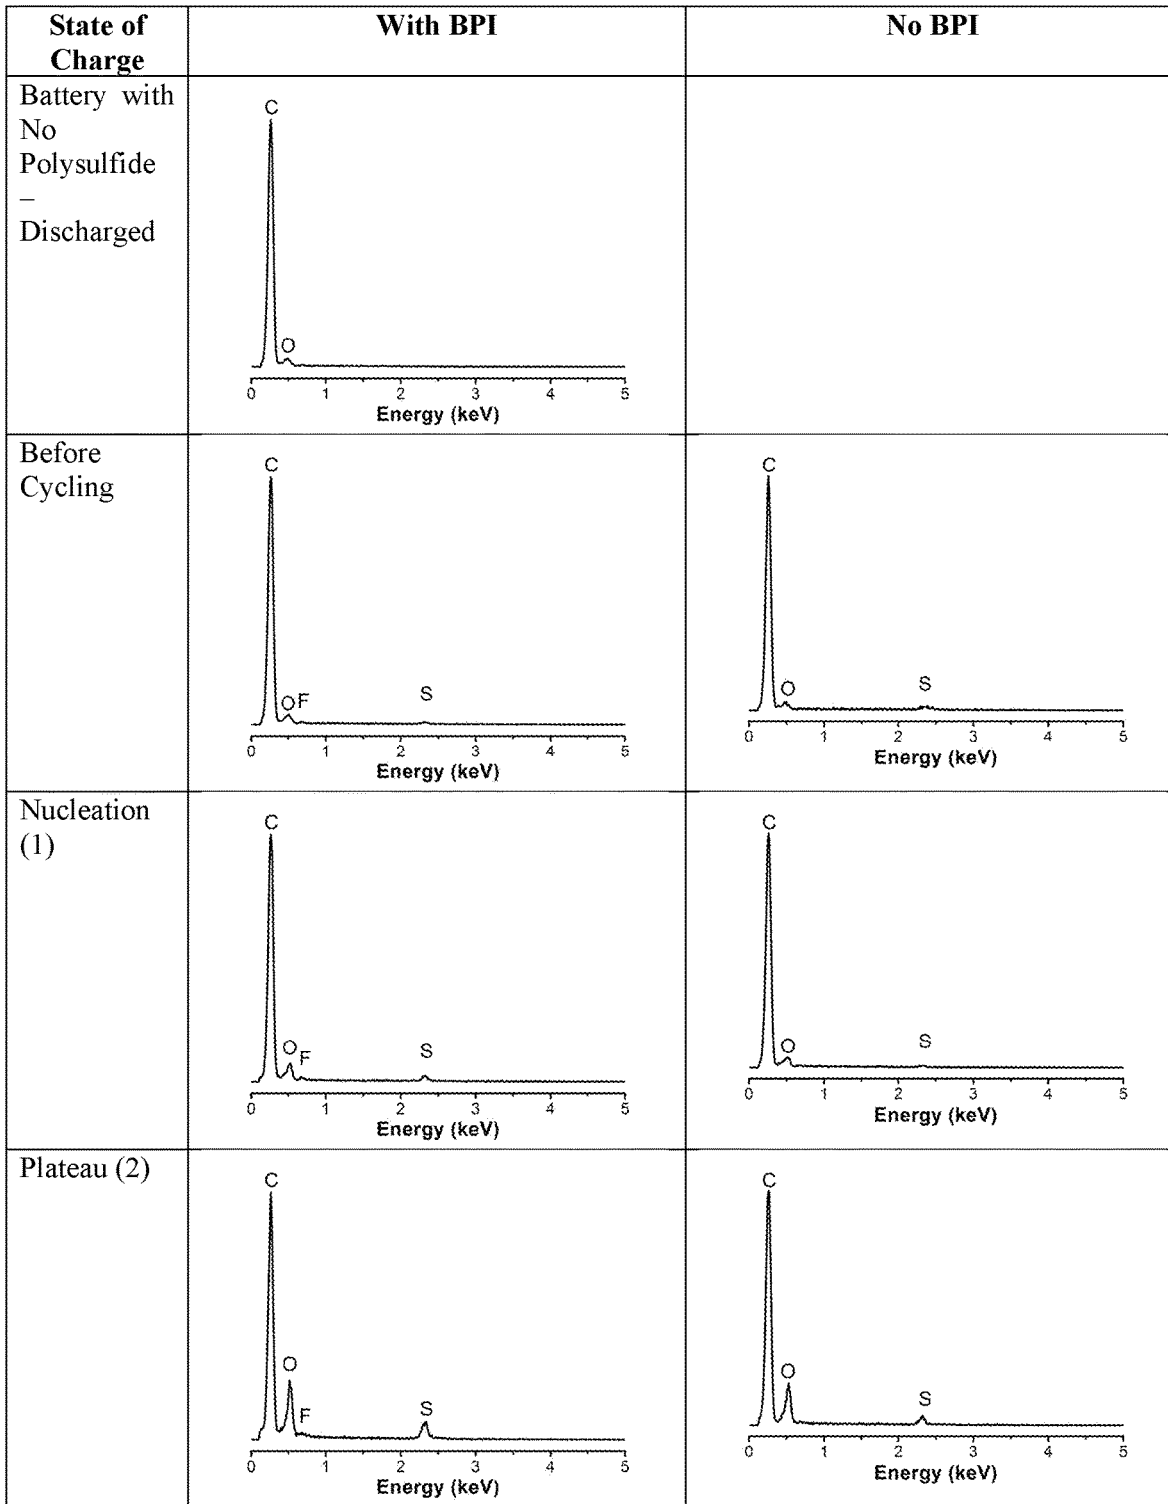 State of
Charge
With BPI
No BPI
Battery with
No
Polysulfide
–
Discharged
C
O
0 1 2 3 4 5
Energy (keV)
Before
Cycling
C
O F S
0 1 2 3 4 5
Energy (keV)
C
O S
0 1 2 3 4 5
Energy (keV)
Nucleation
(1)
C
O F S
0 1 2 3 4 5
Energy (keV)
C
O S
0 1 2 3 4 5
Energy (keV)
Plateau (2)
C
O
F S
0 1 2 3 4 5
Energy (keV)
C
O
S
0 1 2 3 4 5
Energy (keV)